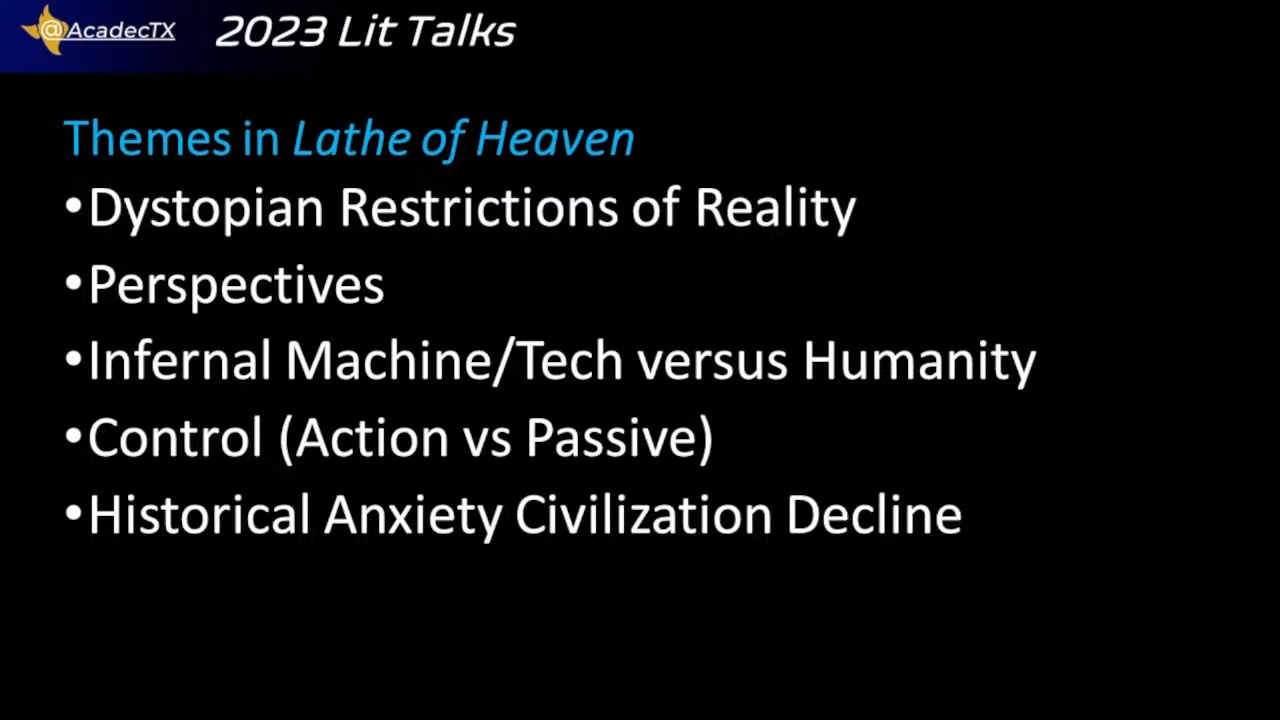 @AcadecTX 2023 Lit Talks
Themes in Lathe of Heaven
•Dystopian Restrictions of Reality
•Perspectives
•Infernal Machine/Tech versus Humanity
•Control (Action vs Passive)
•Historical Anxiety Civilization Decline